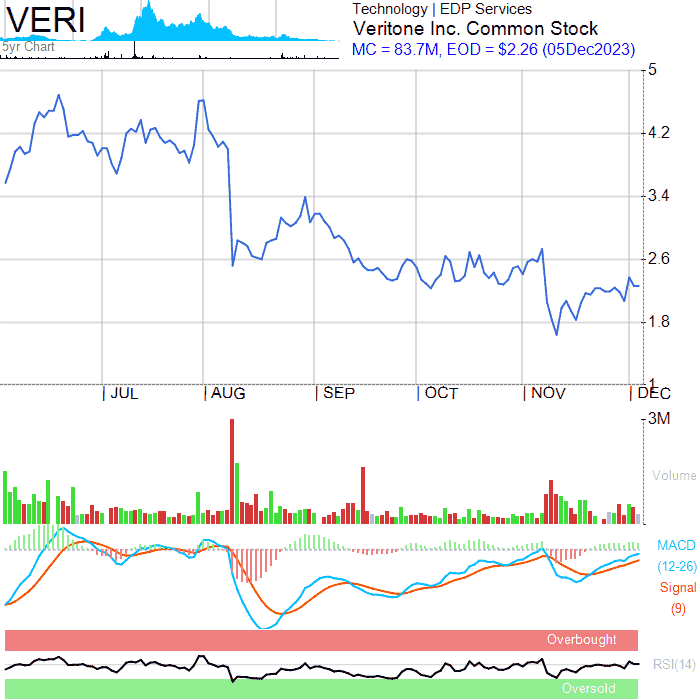 VERI
5yr Chart
Technology | EDP Services
Veritone Inc. Common Stock
MC = 83.7M, EOD = $2.26 (05Dec2023)
5
4.2
3.4
2.6
1.8
1
| JUL | AUG | SEP | OCT | NOV | DEC
3M
Volume
MACD
(12-26)
Signal
(9)
Overbought
RSI(14)
Oversold